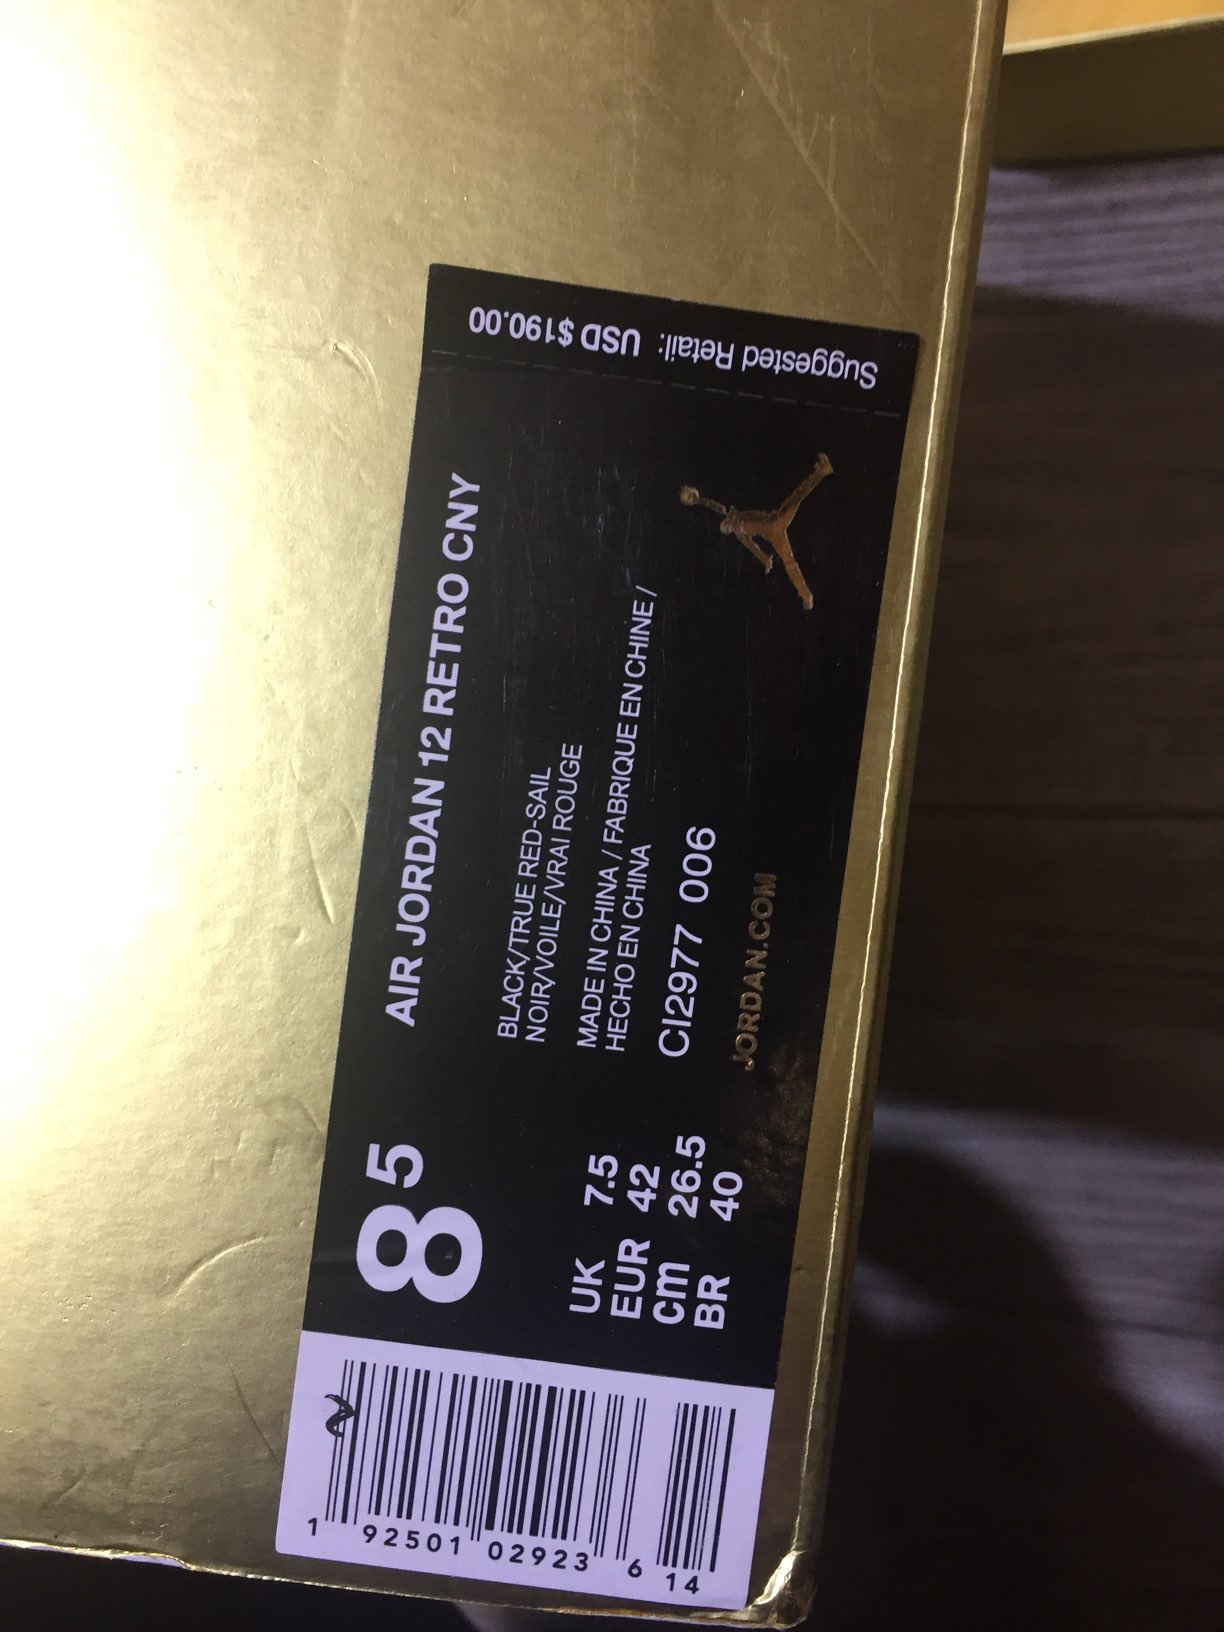 Suggested Retail: USD $190.00
AIR JORDAN 12 RETRO CNY
BLACK/TRUE RED-SAIL
NOIR/VOILE/VRAI ROUGE
MADE IN CHINA / FABRIQUE EN CHINE /
HECHO EN CHINA
CI2977 006
JORDAN.COM
8 5
UK 7.5
EUR 42
cm 26.5
BR 40
1 92501 02923 6 14